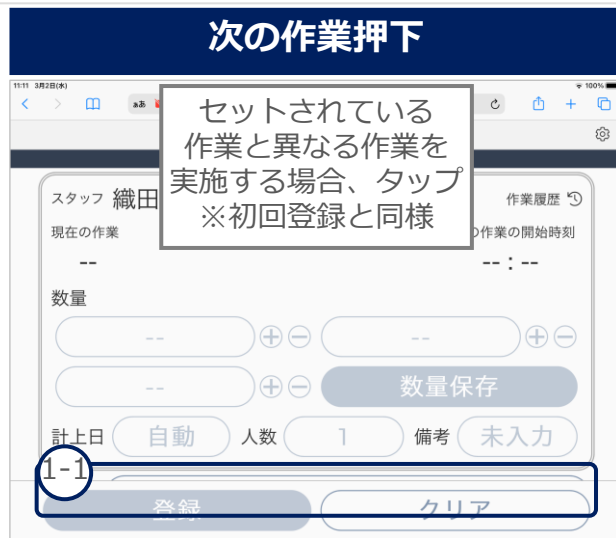 次の作業押下
11:11 3月2日(水)
100%
ぁあ
セットされている
作業と異なる作業を
実施する場合、タップ
※初回登録と同様
スタッフ 織田
作業履歴
現在の作業
の作業の開始時刻
--
--:--
数量
--
--
--
数量保存
計上日 自動 人数 1 備考 未入力
1-1
登録 クリア